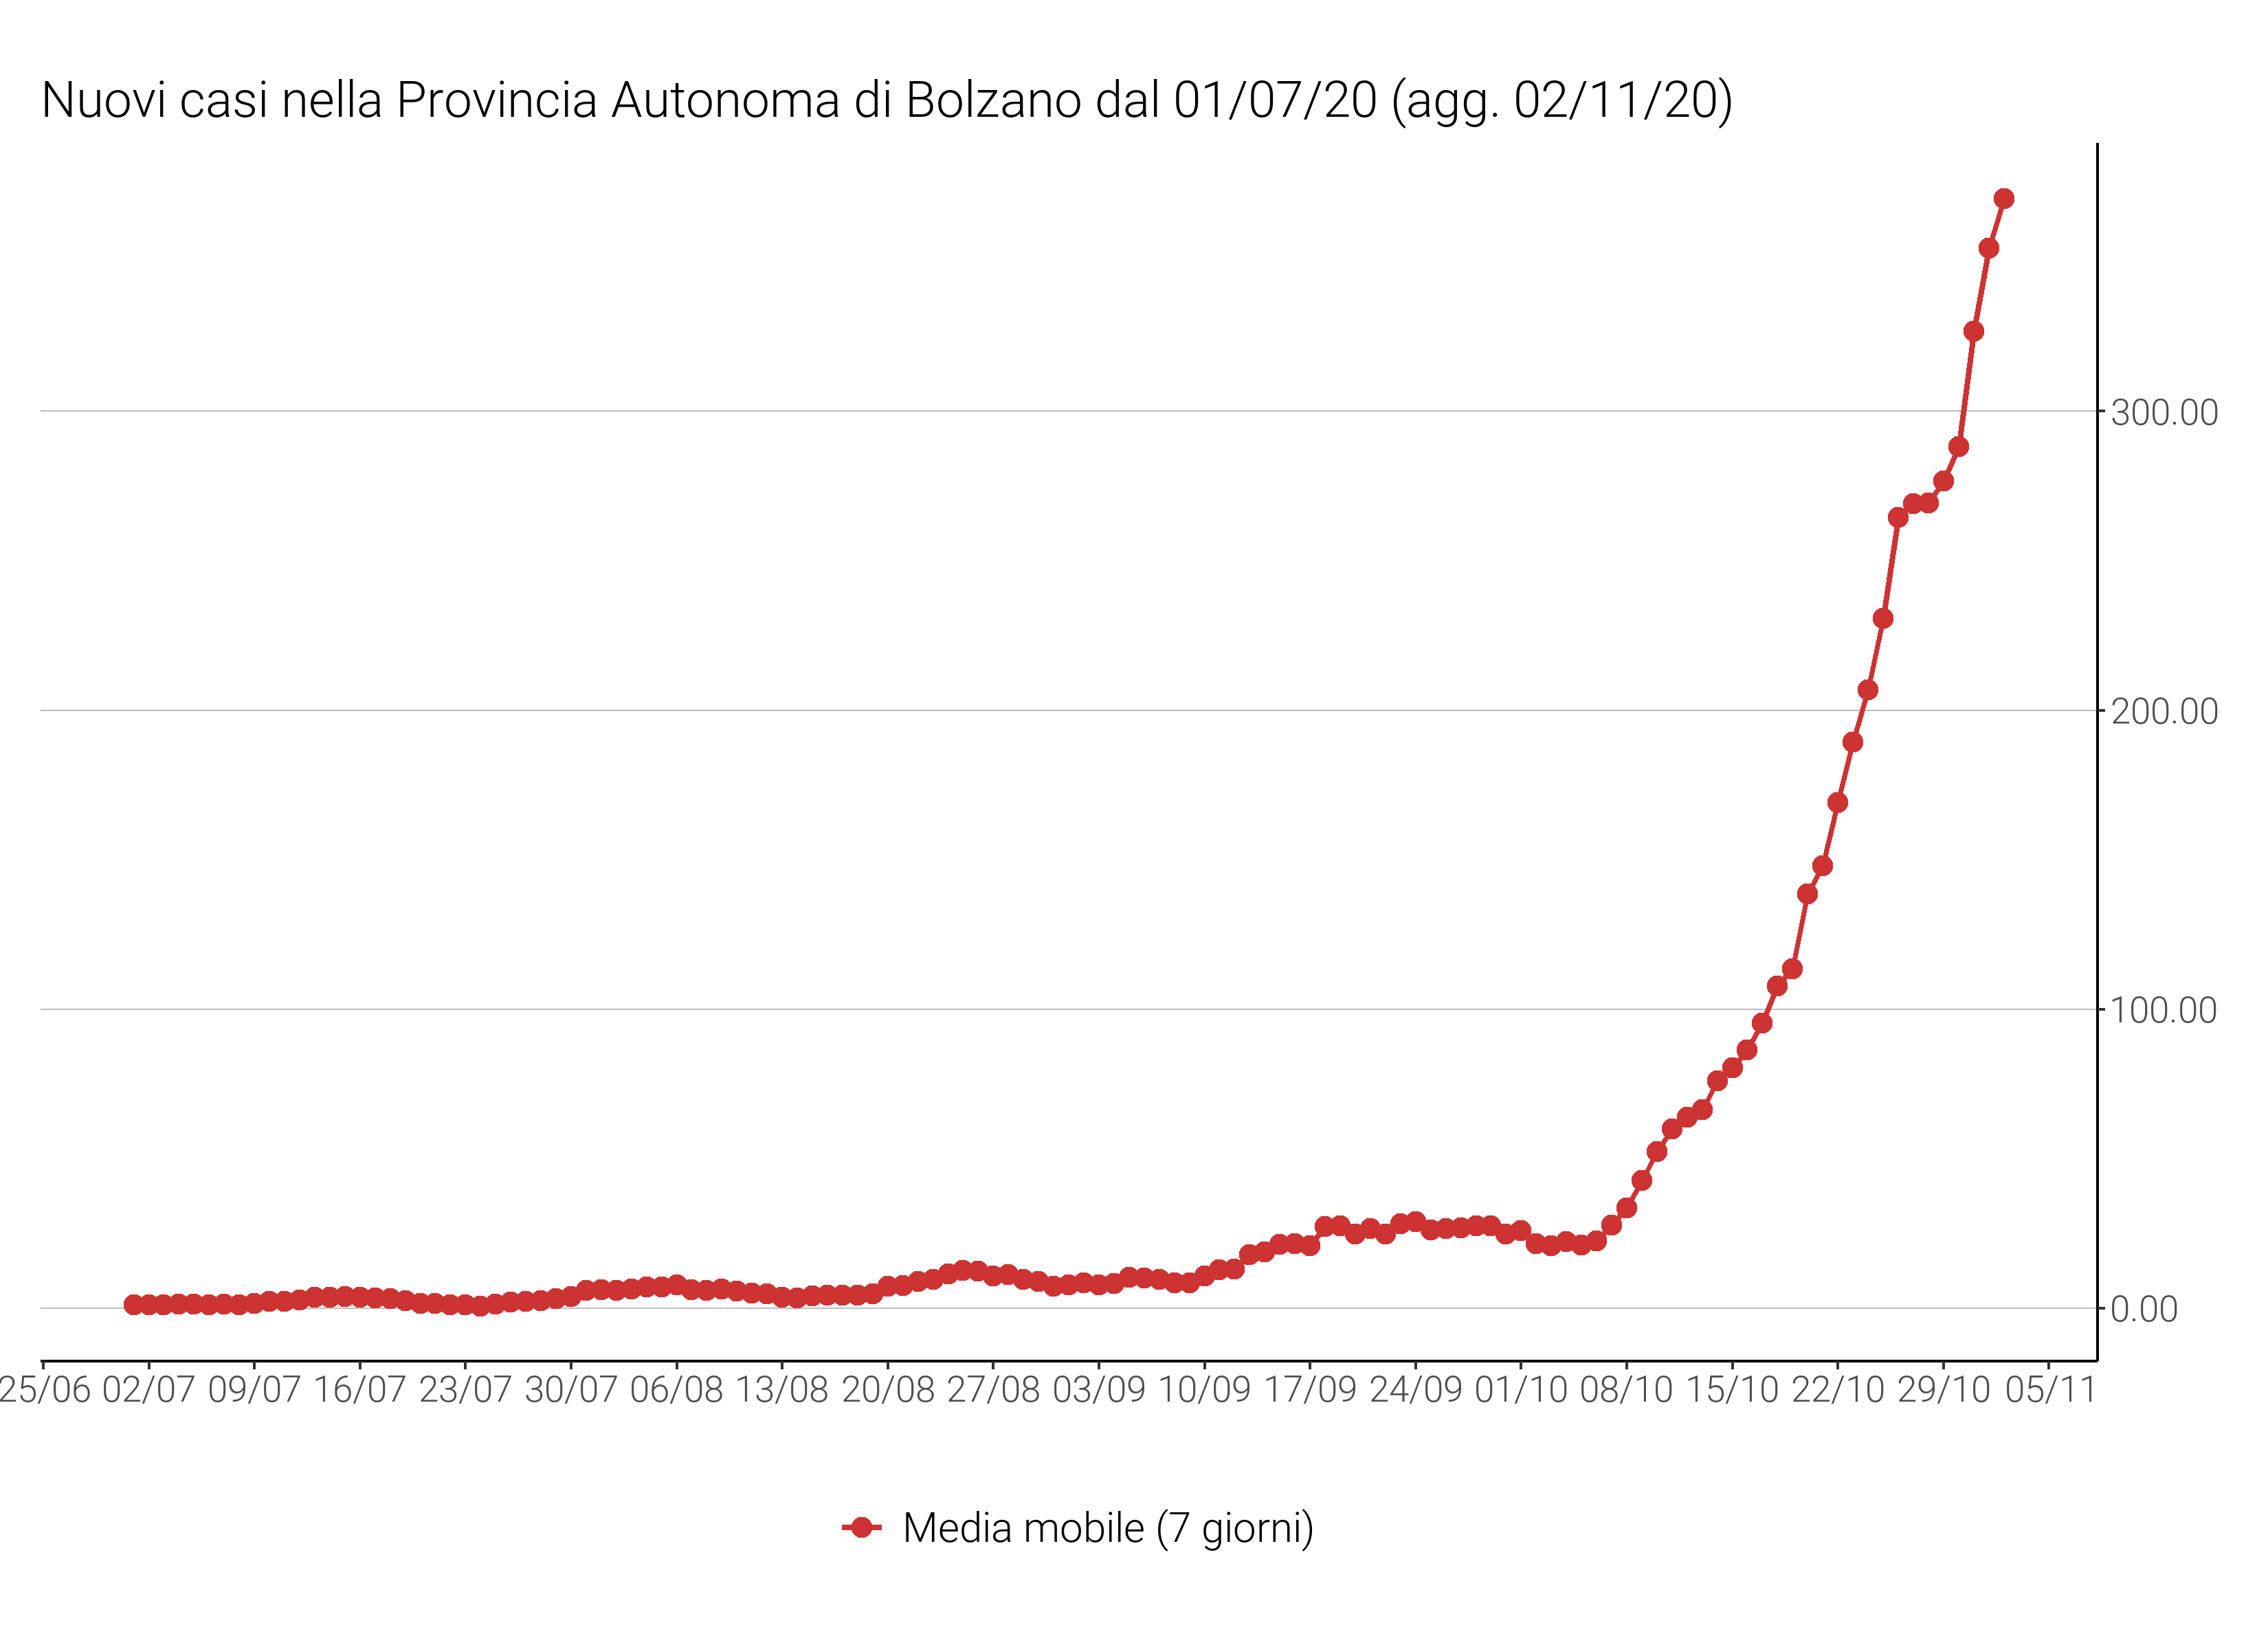 Nuovi casi nella Provincia Autonoma di Bolzano dal 01/07/20 (agg. 02/11/20)
300.00
200.00
100.00
0.00
25/06 02/07 09/07 16/07 23/07 30/07 06/08 13/08 20/08 27/08 03/09 10/09 17/09 24/09 01/10 08/10 15/10 22/10 29/10 05/11
Media mobile (7 giorni)